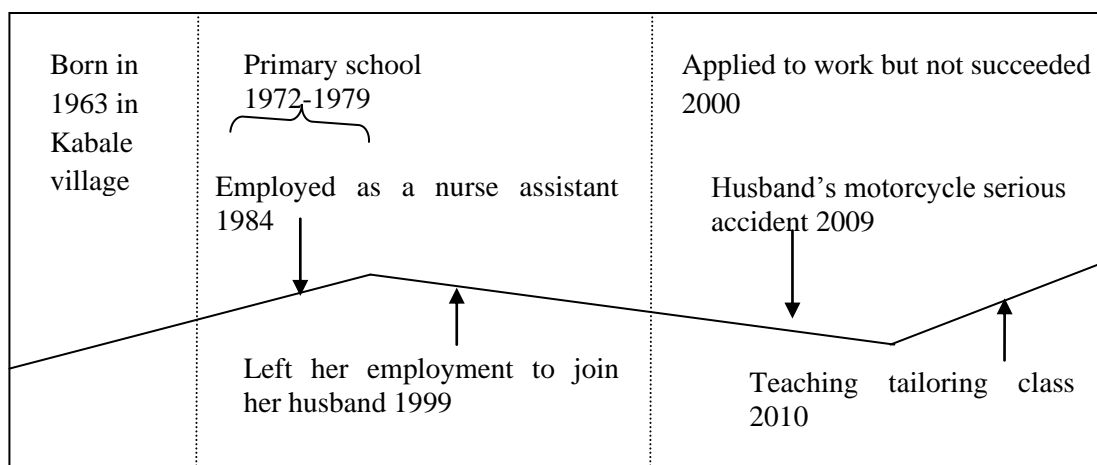 Born in
1963 in
Kabale
village
Primary school
1972-1979
Employed as a nurse assistant
1984
Left her employment to join
her husband 1999
Applied to work but not succeeded
2000
Husband’s motorcycle serious
accident 2009
Teaching tailoring class
2010